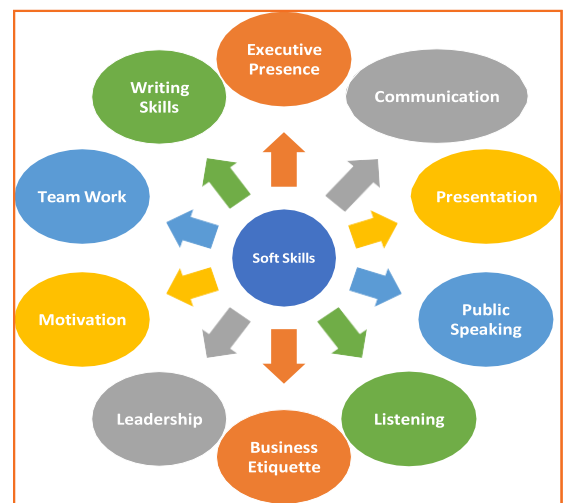 Executive
Presence
Communication
Writing
Skills
Team Work
Presentation
Soft Skills
Motivation
Public
Speaking
Leadership
Listening
Business
Etiquette